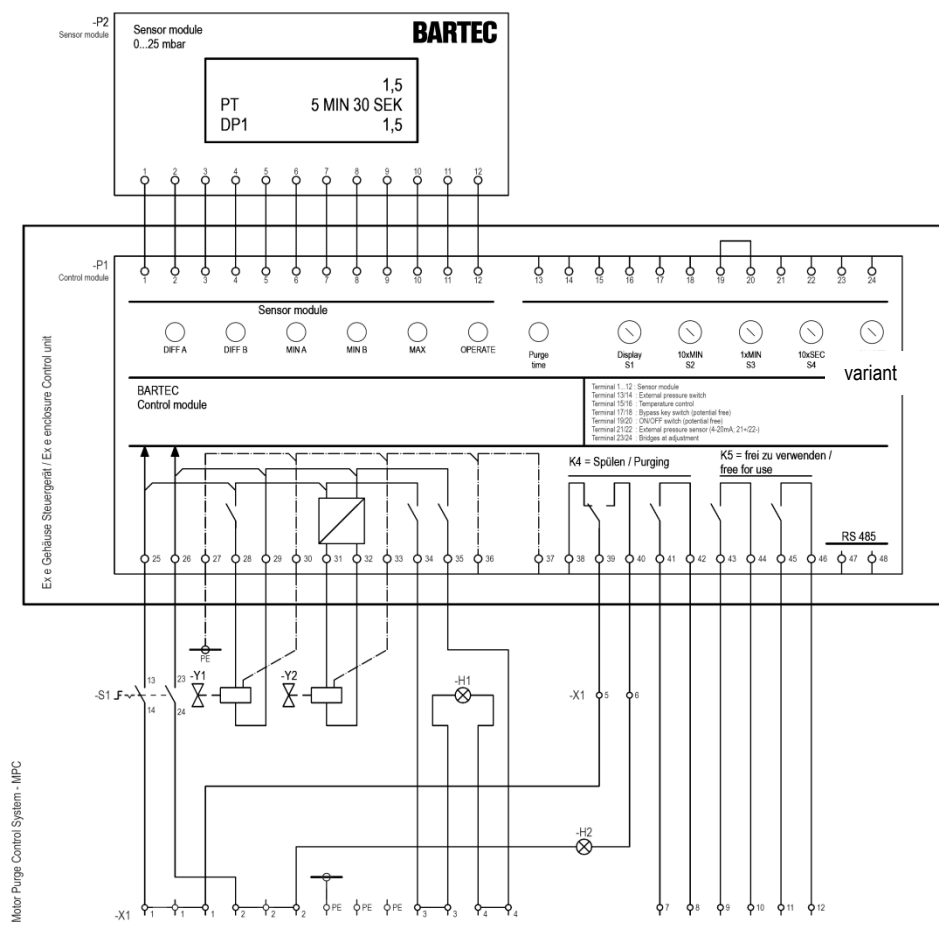 -P2
Sensor module
Sensor module
0...25 mbar
BARTEC
1,5
PT 5 MIN 30 SEK
DP1 1,5
1 2 3 4 5 6 7 8 9 10 11 12
-P1
Control module
1 2 3 4 5 6 7 8 9 10 11 12 13 14 15 16 17 18 19 20 21 22 23 24
Sensor module
DIFF A DIFF B MIN A MIN B MAX OPERATE
Purge
time
Display
S1
10xMIN
S2
1xMIN
S3
10xSEC
S4
variant
BARTEC
Control module
Terminal 1...12 : Sensor module
Terminal 13/14 : External pressure switch
Terminal 15/16 : Temperature control
Terminal 17/18 : Bypass key switch (potential free)
Terminal 19/20 : ON/OFF switch (potential free)
Terminal 21/22 : External pressure sensor (4-20mA, 21+/22-)
Terminal 23/24 : Bridges at adjustment
K4 = Spülen / Purging
K5 = frei zu verwenden /
free for use
RS 485
25 26 27 28 29 30 31 32 33 34 35 36 37 38 39 40 41 42 43 44 45 46 47 48
Ex e Gehäuse Steuergerät / Ex e enclosure Control unit
PE
-S1 13 14 23 24
-Y1
-Y2
-H1
-X1 5 6
-H2
Motor Purge Control System - MPC
-X1 1 1 1 2 2 2 PE PE PE 3 3 4 4 7 8 9 10 11 12